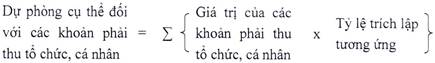 Dự phòng cụ thể đối với các khoản phải thu tổ chức, cá nhân = ∑ { Giá trị của các khoản phải thu tổ chức, cá nhân x Tỷ lệ trích lập tương ứng }